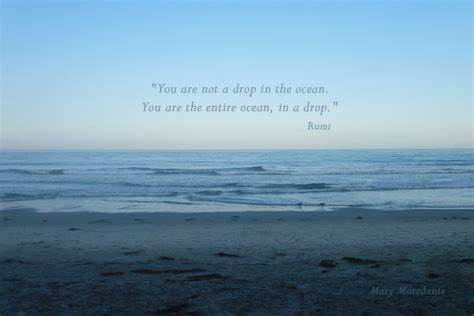 "You are not a drop in the ocean.
You are the entire ocean, in a drop."
Rumi
Mary Marcdante